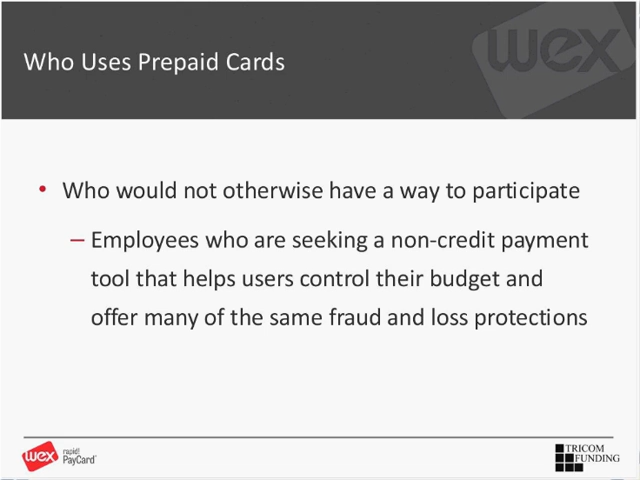 wex
Who Uses Prepaid Cards
• Who would not otherwise have a way to participate
– Employees who are seeking a non-credit payment
tool that helps users control their budget and
offer many of the same fraud and loss protections
wex rapid!
PayCard
TRICOM
FUNDING